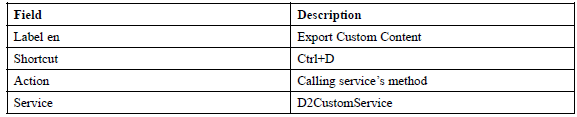 Field Description
Label en Export Custom Content
Shortcut Ctrl+D
Action Calling service’s method
Service D2CustomService